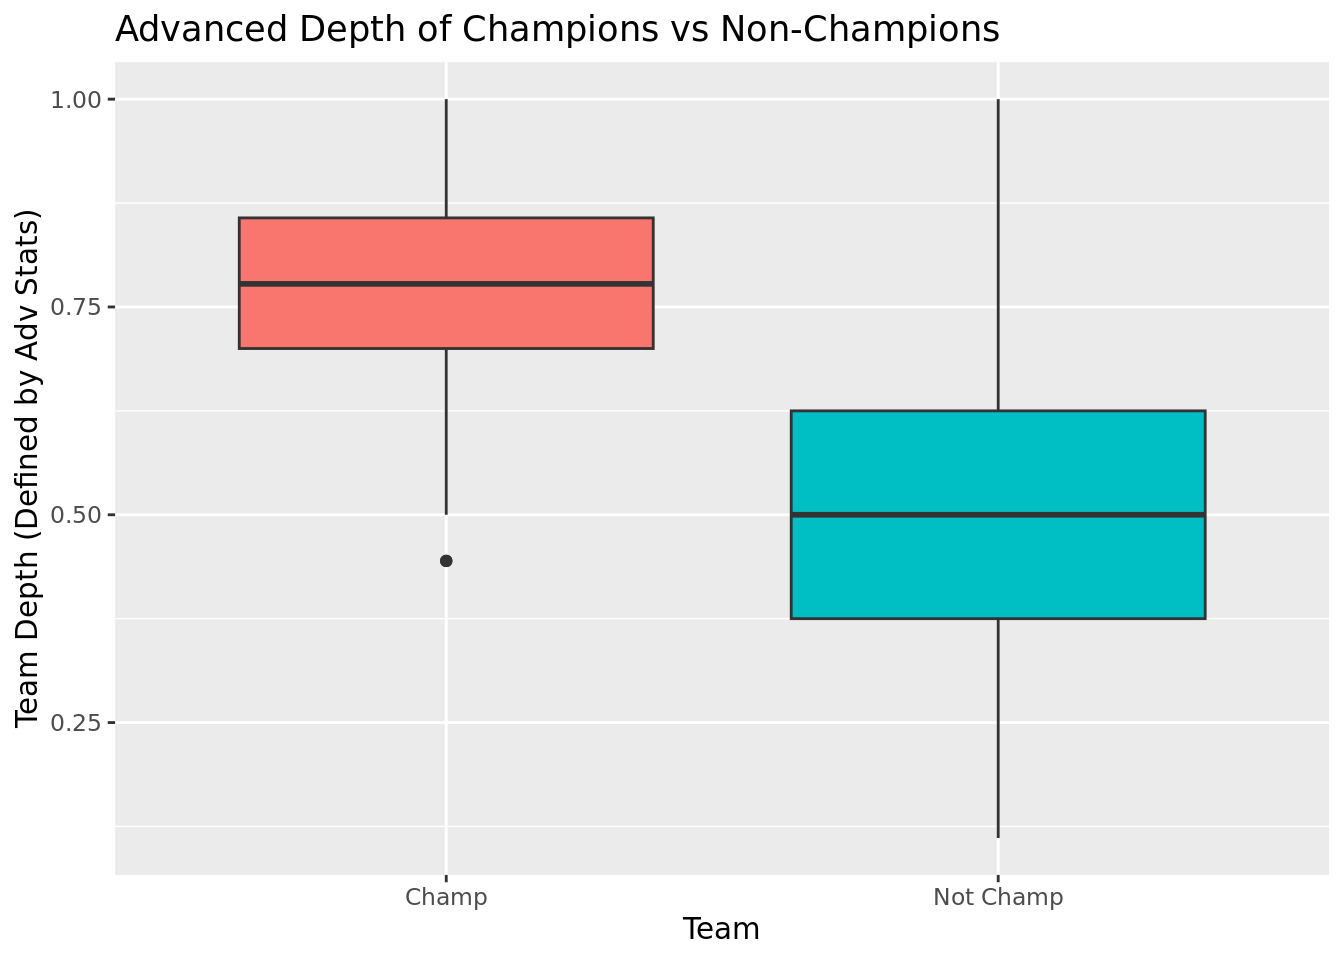 Advanced Depth of Champions vs Non-Champions
Team Depth (Defined by Adv Stats)
1.00
0.75
0.50
0.25
Champ
Not Champ
Team